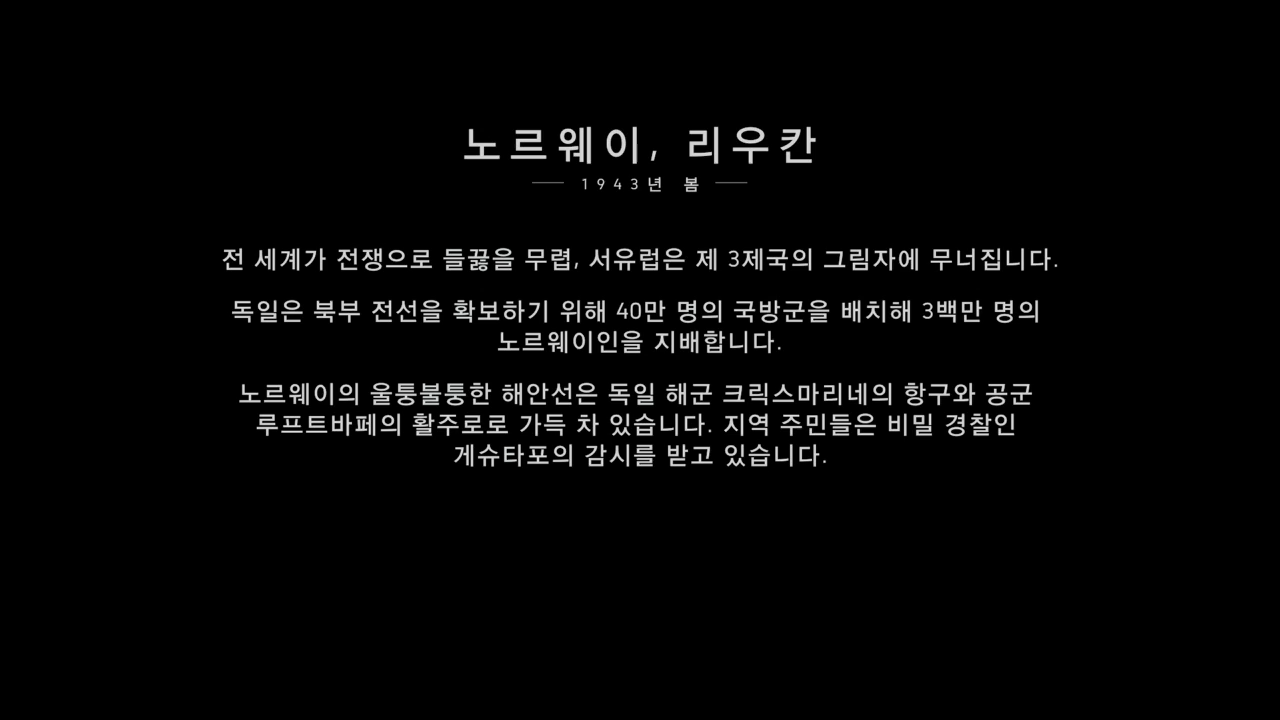 노르웨이, 리우칸
1943년 봄
전 세계가 전쟁으로 들끓을 무렵, 서유럽은 제 3제국의 그림자에 무너집니다.
독일은 북부 전선을 확보하기 위해 40만 명의 국방군을 배치해 3백만 명의
노르웨이인을 지배합니다.
노르웨이의 울퉁불퉁한 해안선은 독일 해군 크릭스마리네의 항구와 공군
루프트바페의 활주로로 가득 차 있습니다. 지역 주민들은 비밀 경찰인
게슈타포의 감시를 받고 있습니다.